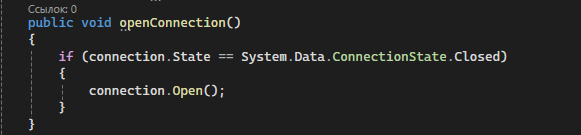 Ссылок: 0
public void openConnection()
{
if (connection.State == System.Data.ConnectionState.Closed)
{
connection.Open();
}
}